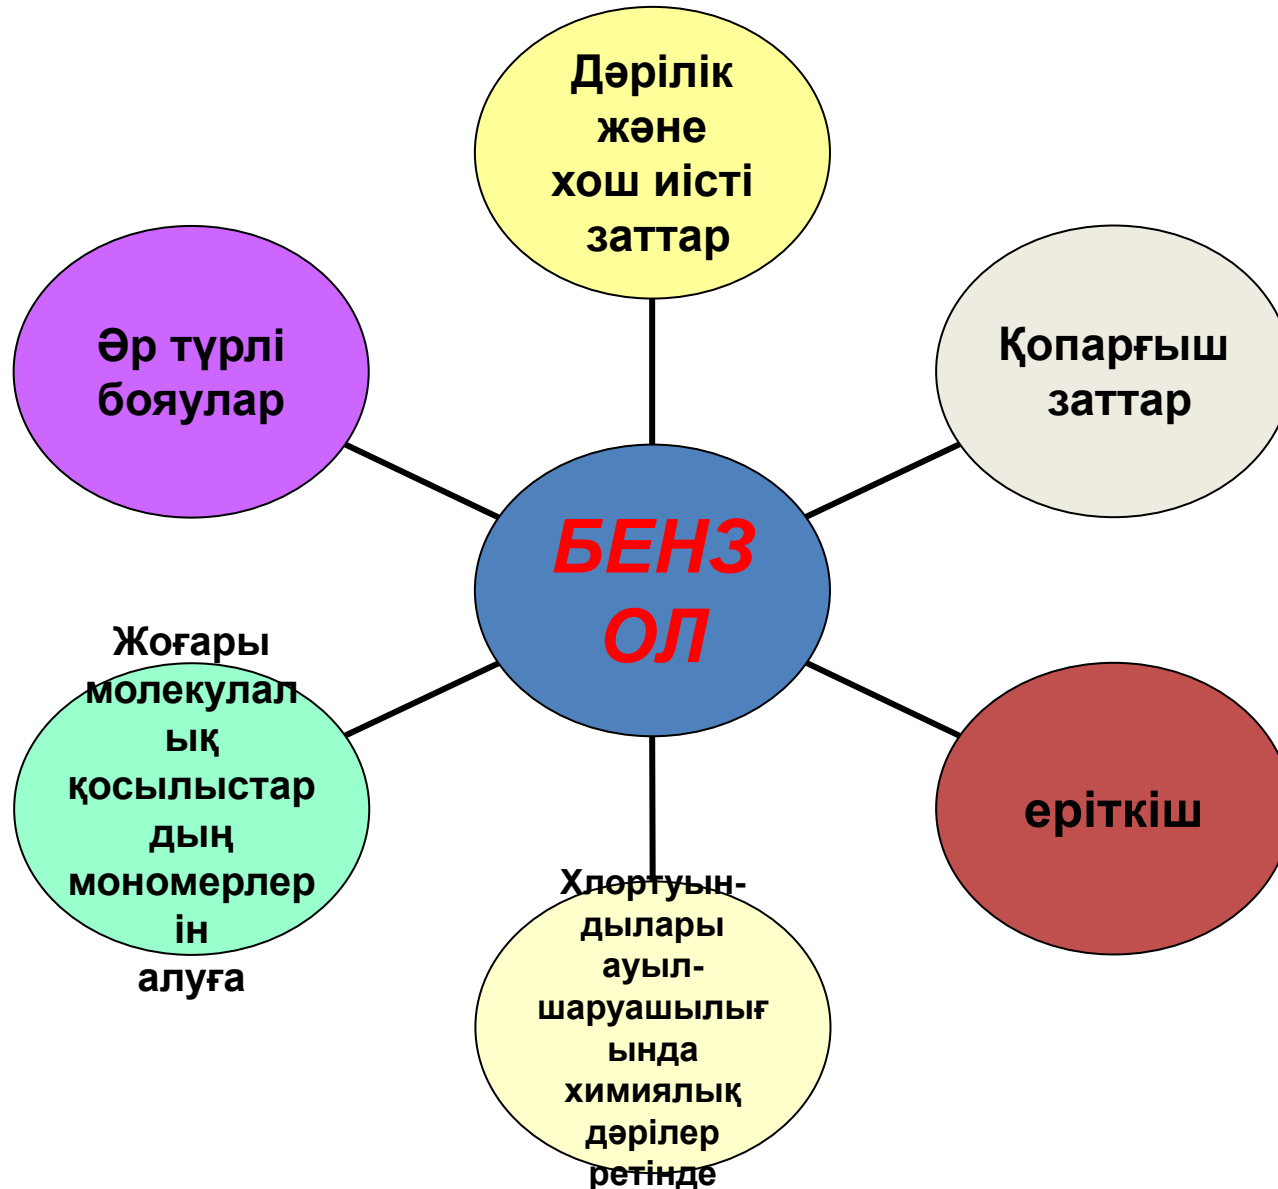 Дәрілік
және
хош иісті
заттар
Әр түрлі
бояулар
Қопарғыш
заттар
БЕНЗ
ОЛ
Жоғары
молекулал
ық
қосылыстар
дың
мономерлер
ін
алуға
еріткіш
Хлортуын-
дылары
ауыл-
шаруашылығ
ында
химиялық
дәрілер
ретінде